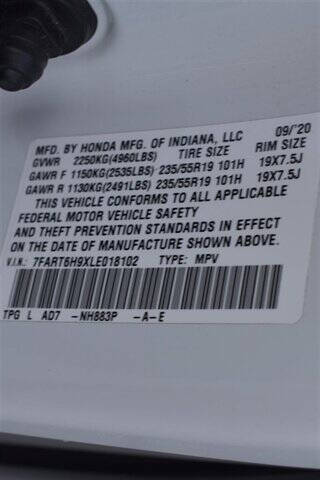 MFD. BY HONDA MFG. OF INDIANA, LLC 09/'20
GVWR 2250KG(4960LBS) TIRE SIZE RIM SIZE
GAWR F 1150KG(2535LBS) 235/55R19 101H 19X7.5J
GAWR R 1130KG(2491LBS) 235/55R19 101H 19X7.5J
THIS VEHICLE CONFORMS TO ALL APPLICABLE
FEDERAL MOTOR VEHICLE SAFETY
AND THEFT PREVENTION STANDARDS IN EFFECT
ON THE DATE OF MANUFACTURE SHOWN ABOVE.
V.I.N.: 7FART6H9XLE018102 TYPE: MPV
TPG L AD7 -NH883P -A-E